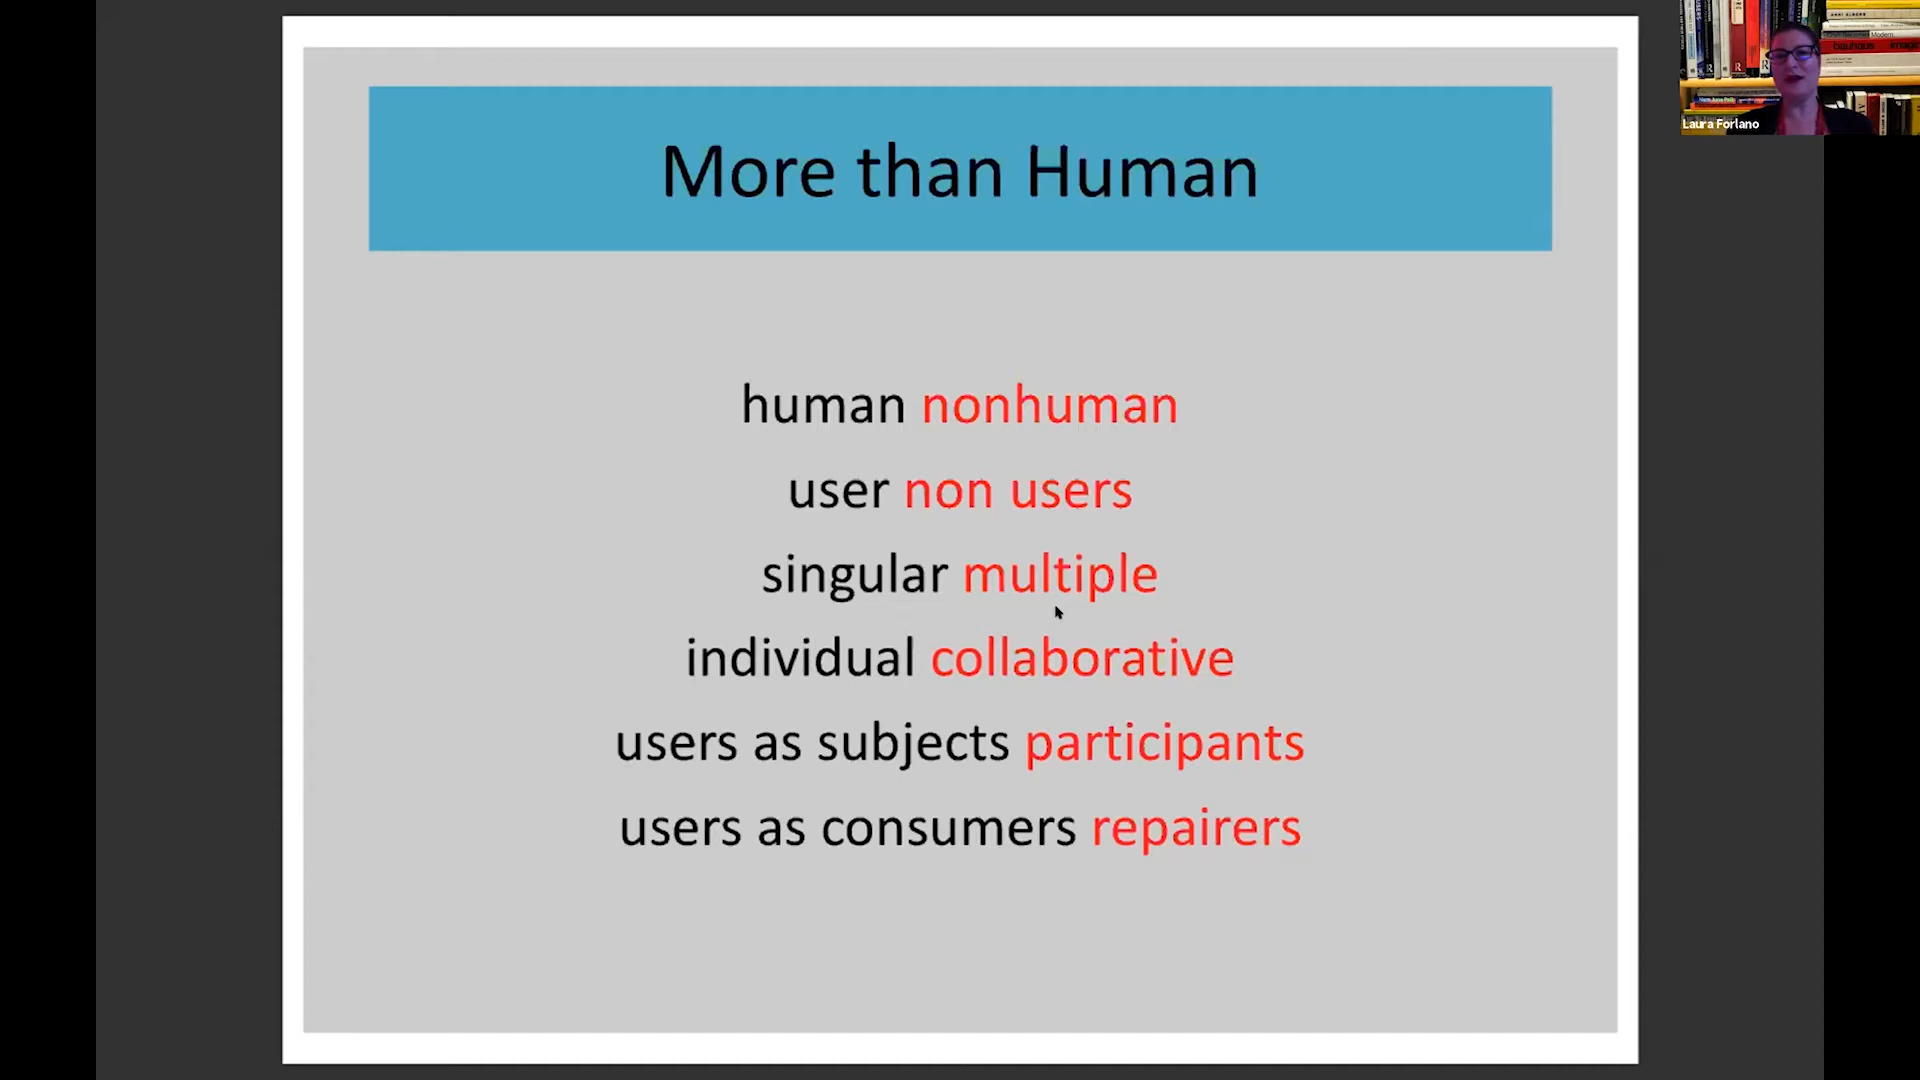 More than Human
human nonhuman
user non users
singular multiple
individual collaborative
users as subjects participants
users as consumers repairers
Laura Forlano
bauhaus